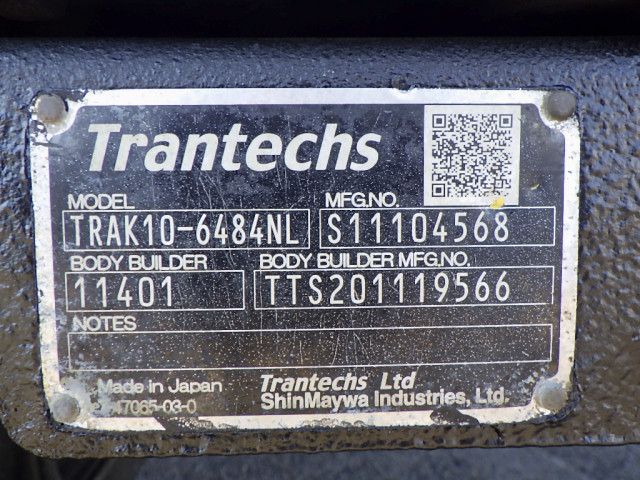 Trantechs
MODEL MFG.NO.
TRAK10-6484NL S11104568
BODY BUILDER BODY BUILDER MFG.NO.
11401 TTS201119566
NOTES
Made in Japan Trantechs Ltd
ShinMaywa Industries, Ltd.